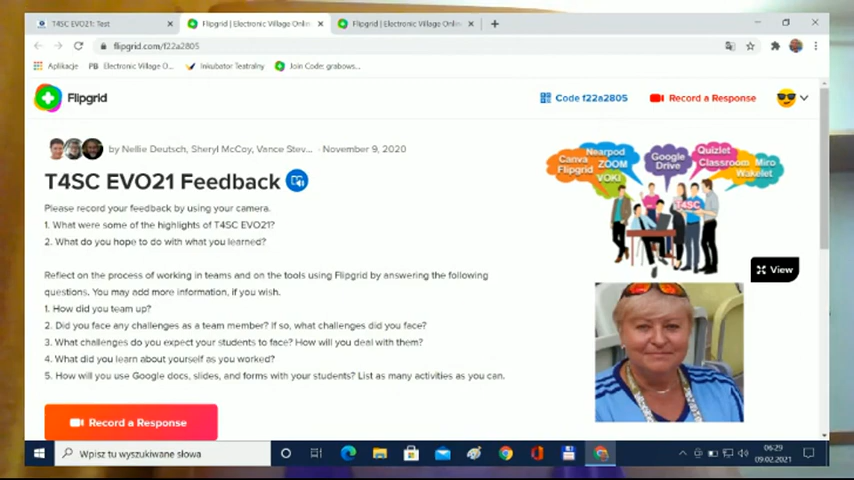 T4SC EVO21: Test
Flipgrid | Electronic Village Onlin
Flipgrid | Electronic Village Onlin
flipgrid.com/f22a2805
Aplikacje
PB Electronic Village O...
Inkubator Teatralny
Join Code: grabows...
Flipgrid
Code f22a2805
Record a Response
by Nellie Deutsch, Sheryl McCoy, Vance Stev... · November 9, 2020
T4SC EVO21 Feedback
Please record your feedback by using your camera.
1. What were some of the highlights of T4SC EVO21?
2. What do you hope to do with what you learned?
Reflect on the process of working in teams and on the tools using Flipgrid by answering the following
questions. You may add more information, if you wish.
1. How did you team up?
2. Did you face any challenges as a team member? If so, what challenges did you face?
3. What challenges do you expect your students to face? How will you deal with them?
4. What did you learn about yourself as you worked?
5. How will you use Google docs, slides, and forms with your students? List as many activities as you can.
Record a Response
Canva
Flipgrid
Nearpod
ZOOM
VOKI
Google
Drive
Quizlet
Classroom
Miro
Wakelet
T4SC
View
Wpisz tu wyszukiwane słowa
06:29
09.02.2021